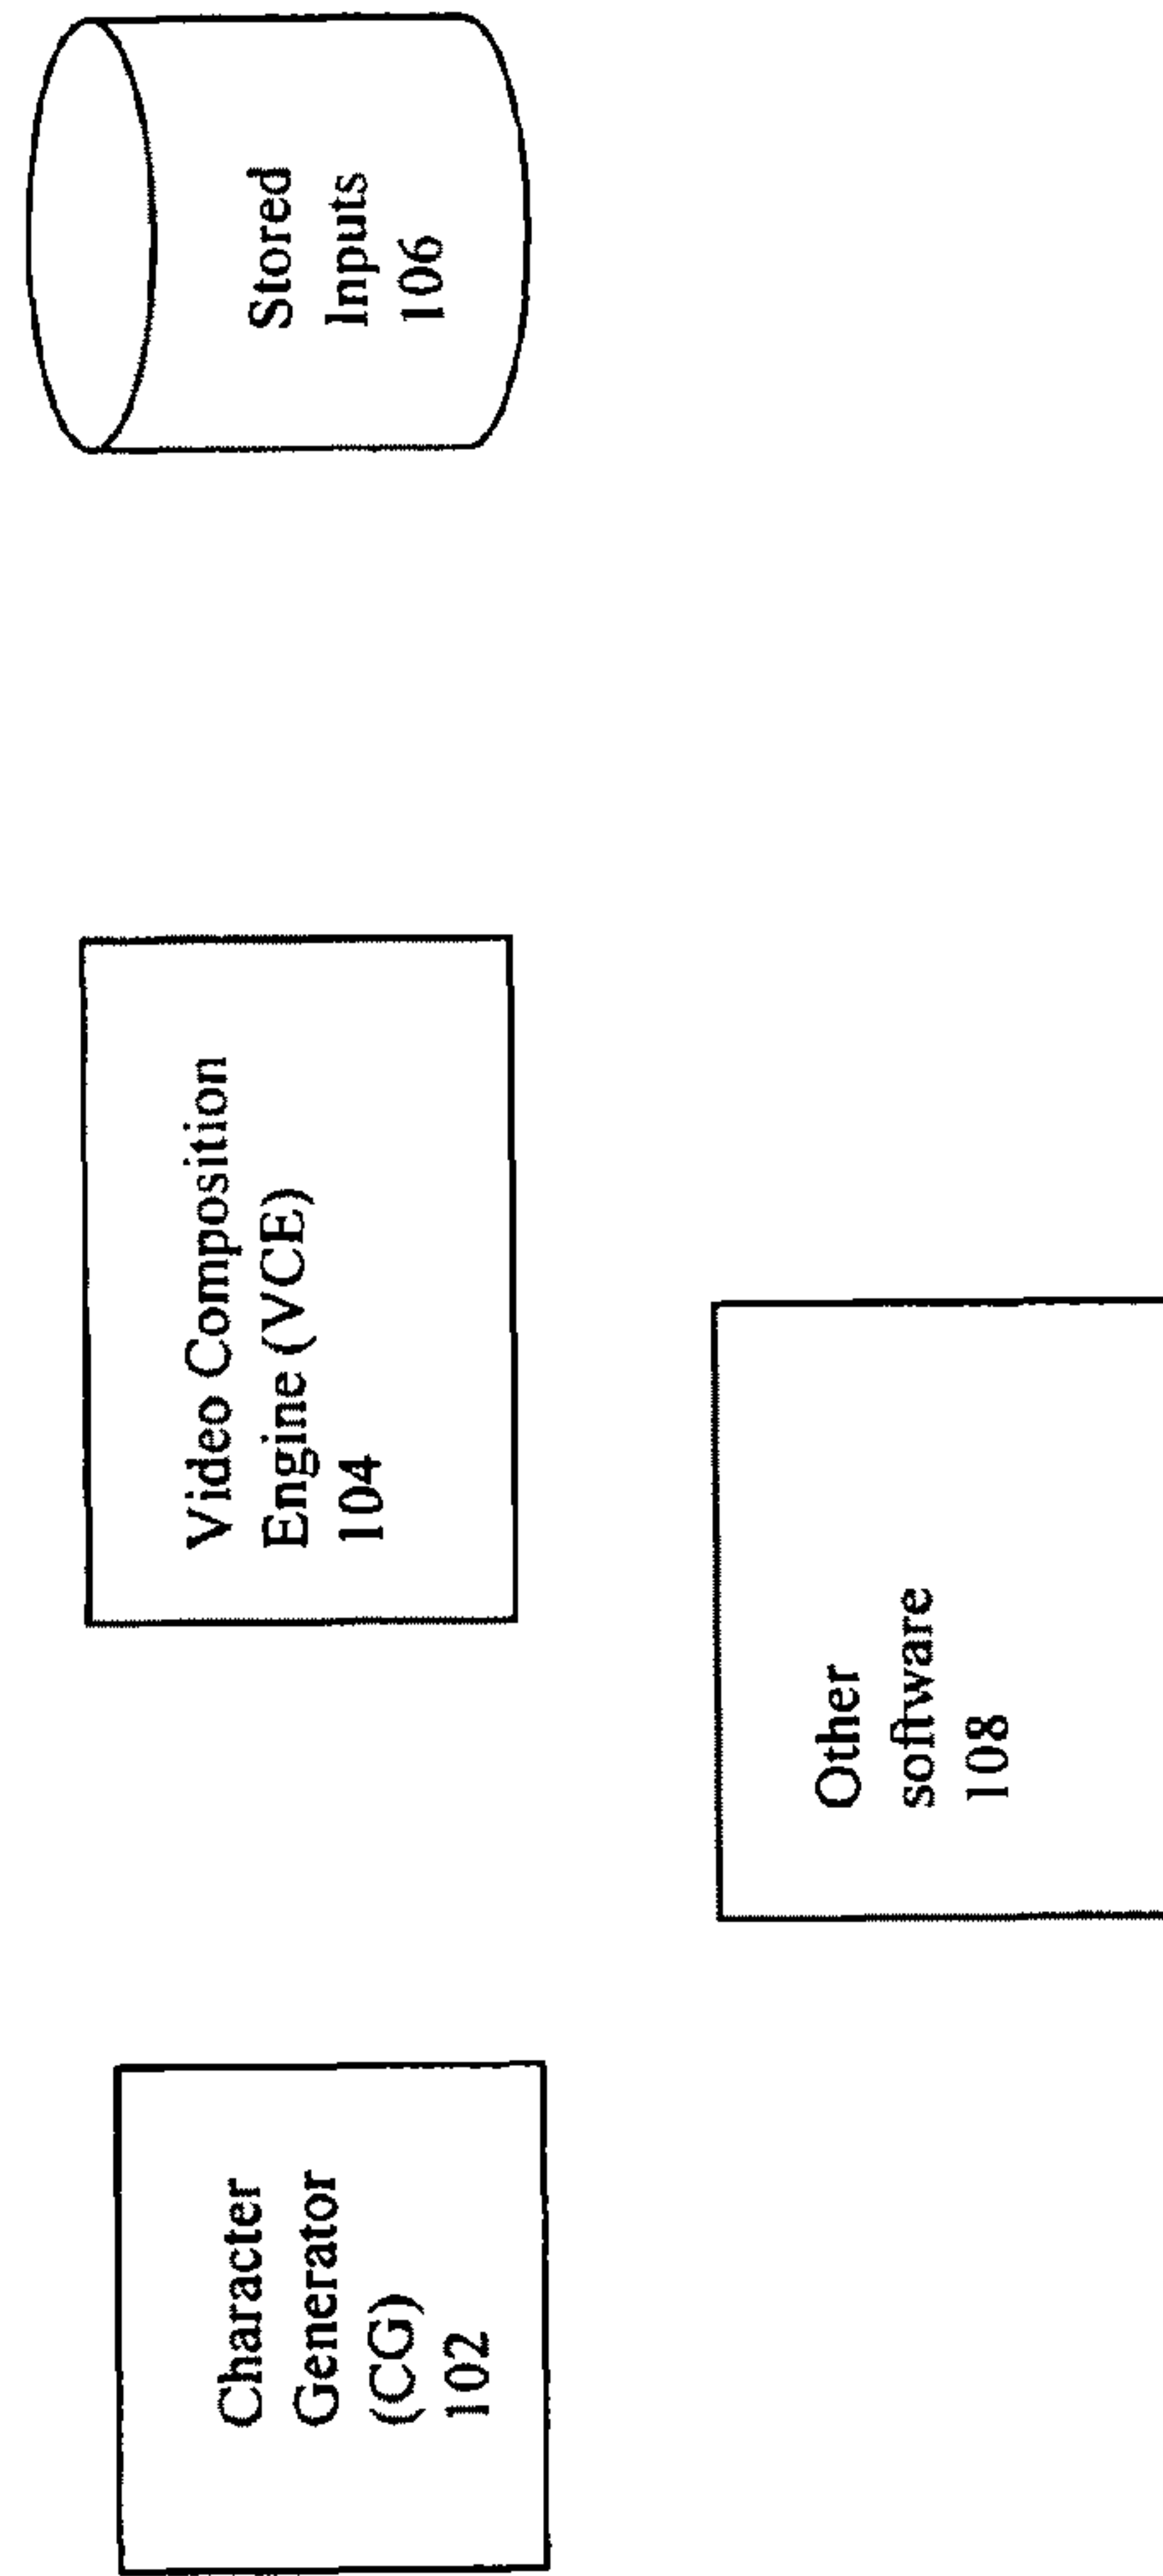 Character
Generator
(CG)
102
Video Composition
Engine (VCE)
104
Stored
Inputs
106
Other
software
108